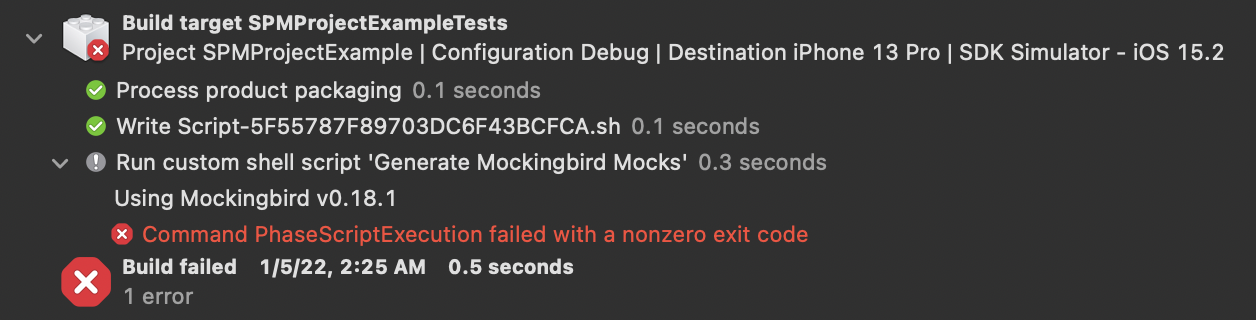 Build target SPMProjectExampleTests
Project SPMProjectExample | Configuration Debug | Destination iPhone 13 Pro | SDK Simulator - iOS 15.2
Process product packaging 0.1 seconds
Write Script-5F55787F89703DC6F43BCFCA.sh 0.1 seconds
Run custom shell script 'Generate Mockingbird Mocks' 0.3 seconds
Using Mockingbird v0.18.1
Command PhaseScriptExecution failed with a nonzero exit code
Build failed 1/5/22, 2:25 AM 0.5 seconds
1 error